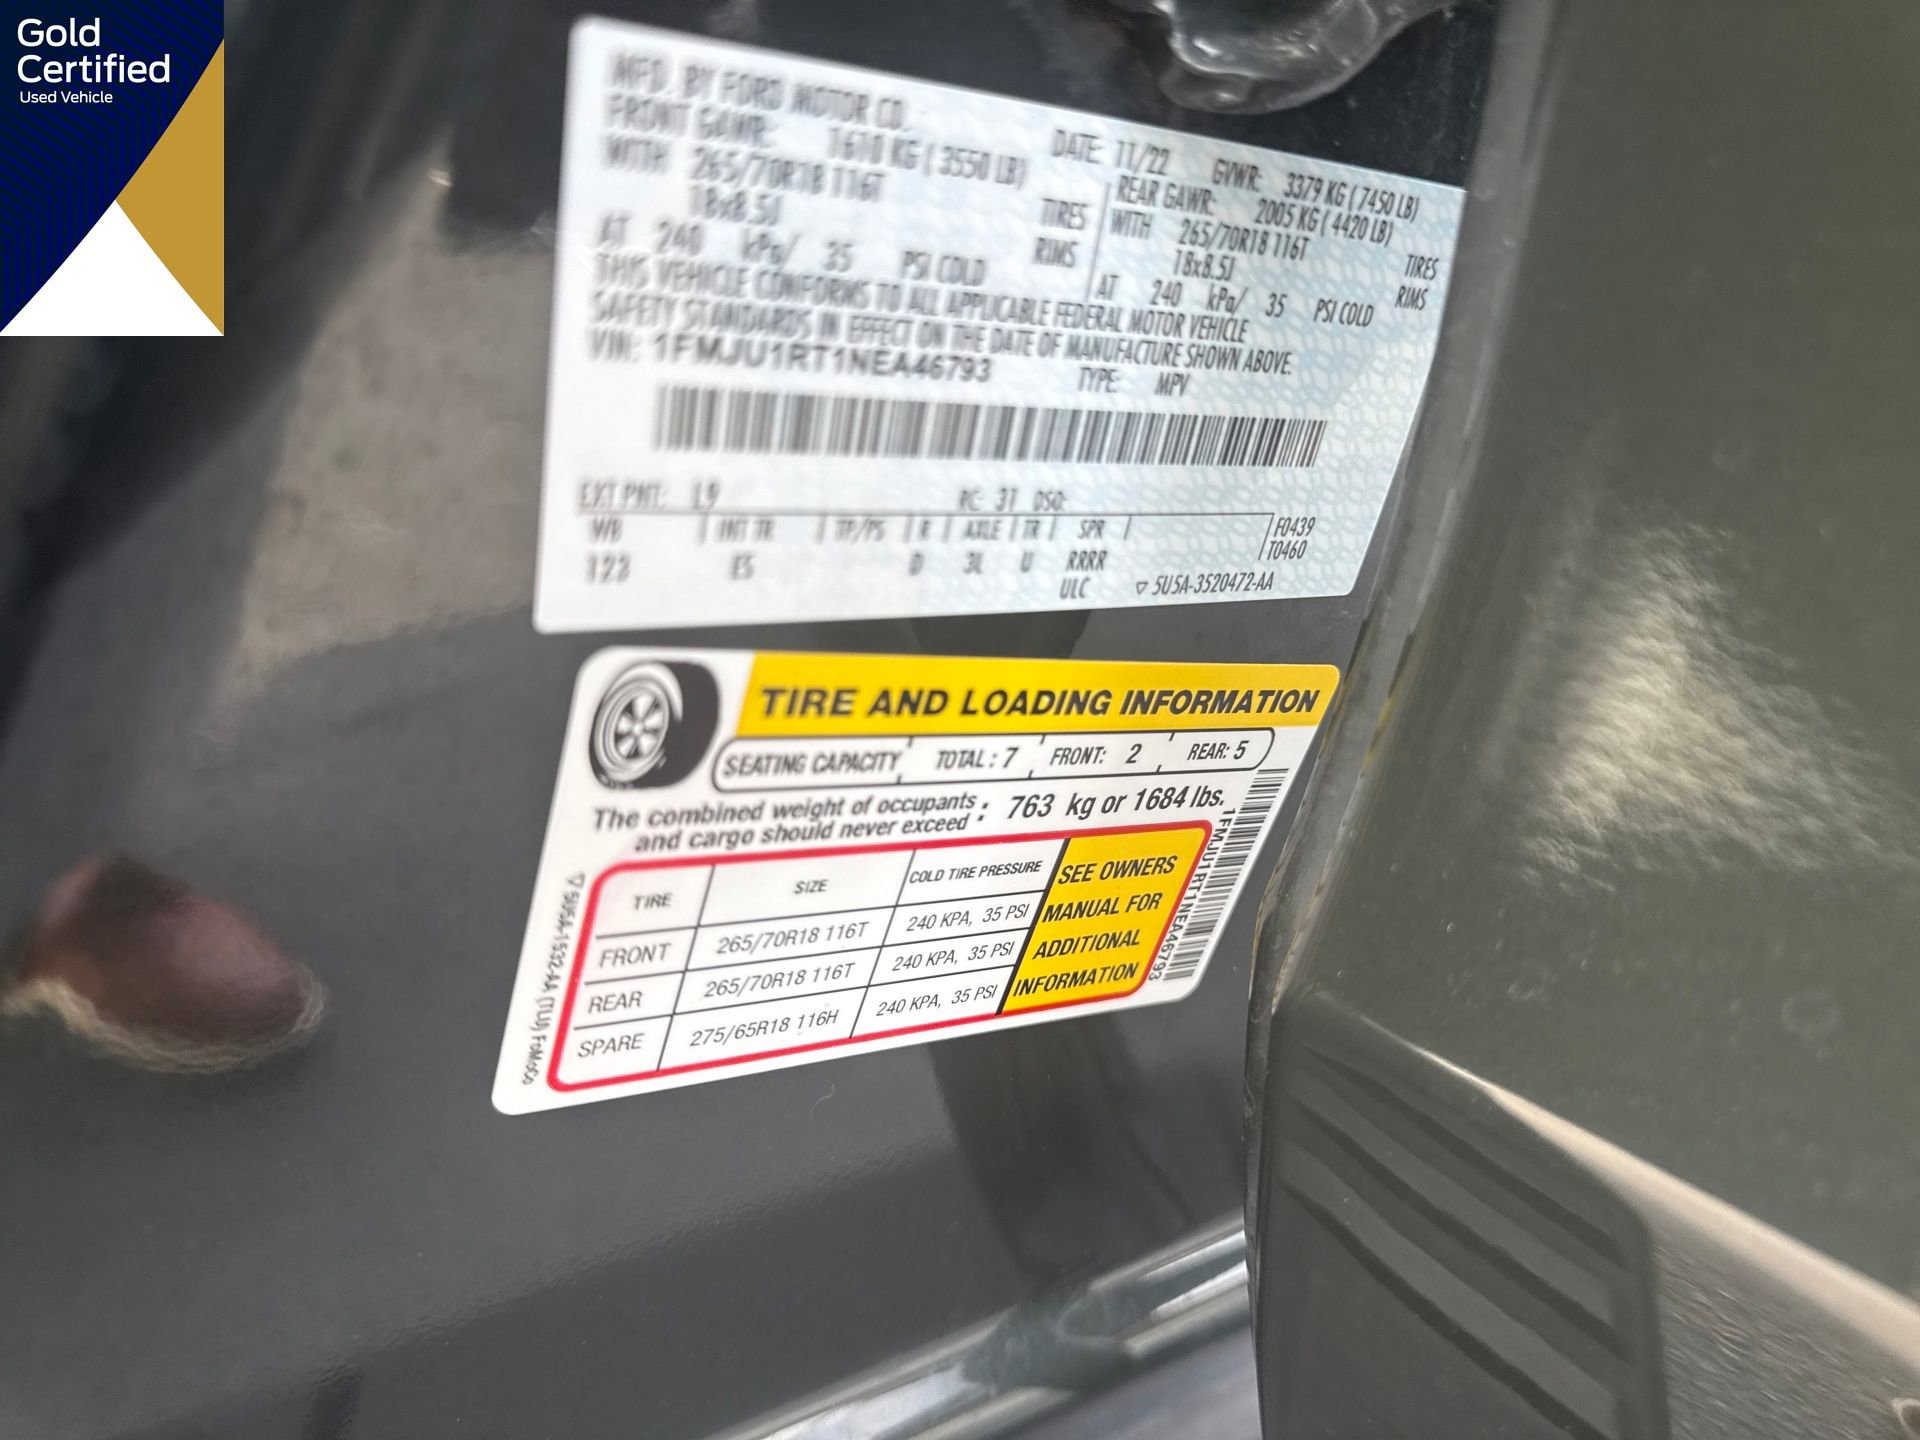 Gold
Certified
Used Vehicle
MFD. BY FORD MOTOR CO.
DATE: 11/22 GVWR: 3379 KG ( 7450 LB)
FRONT GAWR: 1610 KG ( 3550 LB)
WITH 265/70R18 116T TIRES
18x8.5J RIMS
AT 240 kPa/ 35 PSI COLD
REAR GAWR: 2005 KG ( 4420 LB)
WITH 265/70R18 116T TIRES
18x8.5J RIMS
AT 240 kPa/ 35 PSI COLD
THIS VEHICLE CONFORMS TO ALL APPLICABLE FEDERAL MOTOR VEHICLE
SAFETY STANDARDS IN EFFECT ON THE DATE OF MANUFACTURE SHOWN ABOVE.
VIN: 1FMJU1RT1NEA46793 TYPE: MPV
EXT PNT: L9 RC: 31 DSO:
WB INT TR TP/PS R AXLE TR SPR F0439
123 ES D 3L U RRRR T0460
ULC ▽ 5U5A-3520472-AA
TIRE AND LOADING INFORMATION
SEATING CAPACITY TOTAL : 7 FRONT: 2 REAR: 5
The combined weight of occupants : 763 kg or 1684 lbs.
and cargo should never exceed :
TIRE SIZE COLD TIRE PRESSURE
FRONT 265/70R18 116T 240 KPA, 35 PSI
REAR 265/70R18 116T 240 KPA, 35 PSI
SPARE 275/65R18 116H 240 KPA, 35 PSI
SEE OWNERS
MANUAL FOR
ADDITIONAL
INFORMATION
1FMJU1RT1NEA46793
▽ 5U5A-1532-AA (TLU) FoMoCo